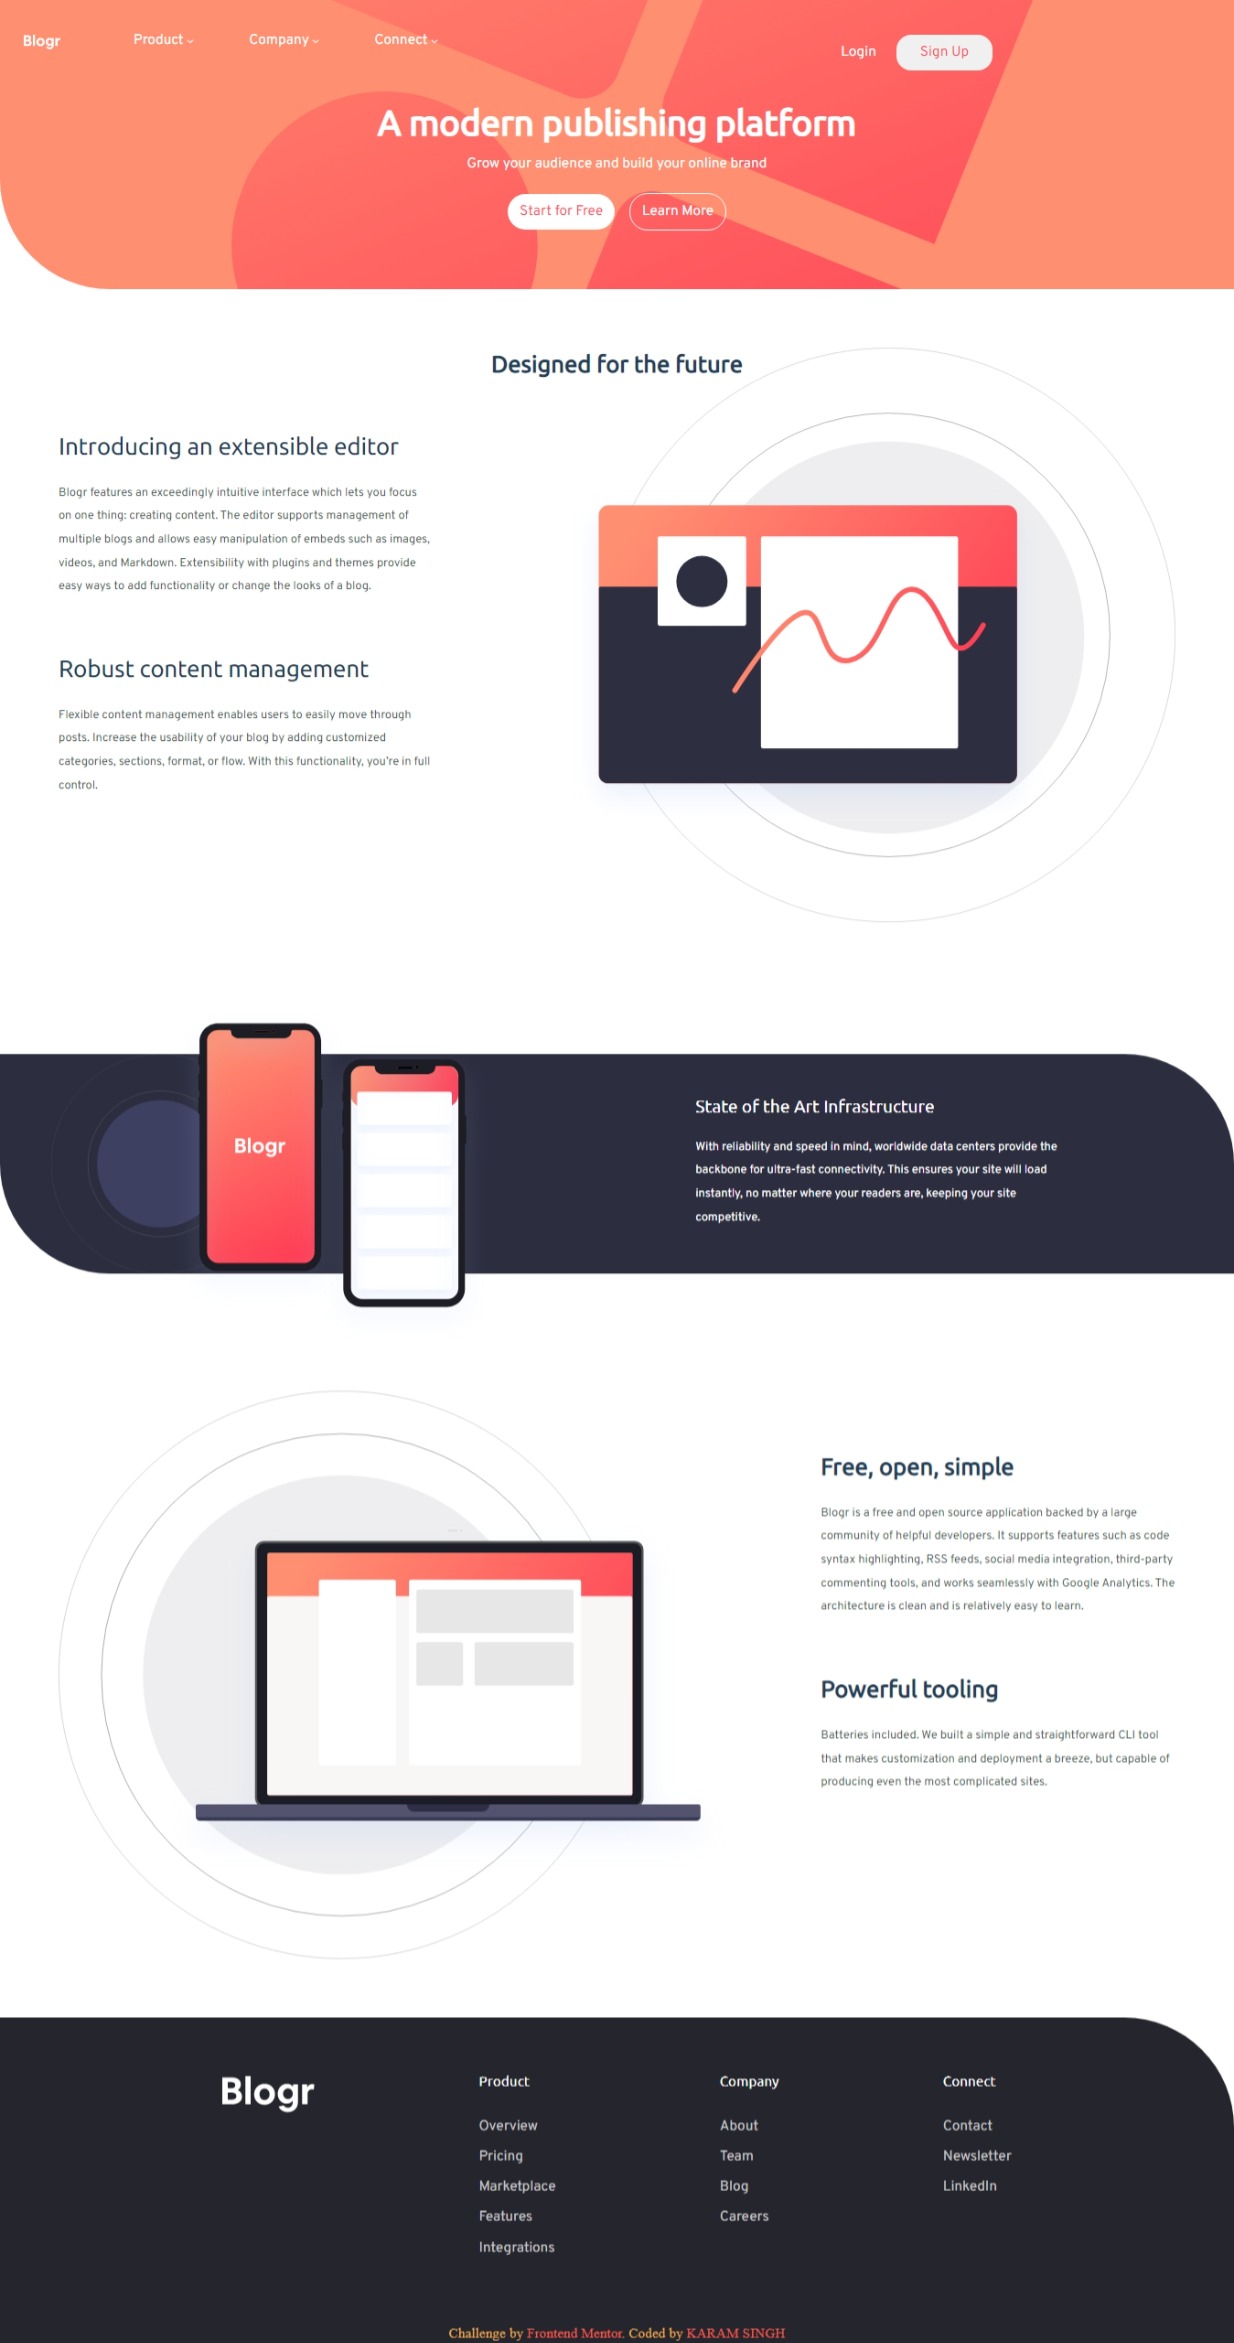 Blogr
Product
Company
Connect
Login
Sign Up
A modern publishing platform
Grow your audience and build your online brand
Start for Free
Learn More
Designed for the future
Introducing an extensible editor
Blogr features an exceedingly intuitive interface which lets you focus
on one thing: creating content. The editor supports management of
multiple blogs and allows easy manipulation of embeds such as images,
videos, and Markdown. Extensibility with plugins and themes provide
easy ways to add functionality or change the looks of a blog.
Robust content management
Flexible content management enables users to easily move through
posts. Increase the usability of your blog by adding customized
categories, sections, format, or flow. With this functionality, you're in full
control.
Blogr
State of the Art Infrastructure
With reliability and speed in mind, worldwide data centers provide the
backbone for ultra-fast connectivity. This ensures your site will load
instantly, no matter where your readers are, keeping your site
competitive.
Free, open, simple
Blogr is a free and open source application backed by a large
community of helpful developers. It supports features such as code
syntax highlighting, RSS feeds, social media integration, third-party
commenting tools, and works seamlessly with Google Analytics. The
architecture is clean and is relatively easy to learn.
Powerful tooling
Batteries included. We built a simple and straightforward CLI tool
that makes customization and deployment a breeze, but capable of
producing even the most complicated sites.
Blogr
Product
Overview
Pricing
Marketplace
Features
Integrations
Company
About
Team
Blog
Careers
Connect
Contact
Newsletter
LinkedIn
Challenge by Frontend Mentor. Coded by KARAM SINGH